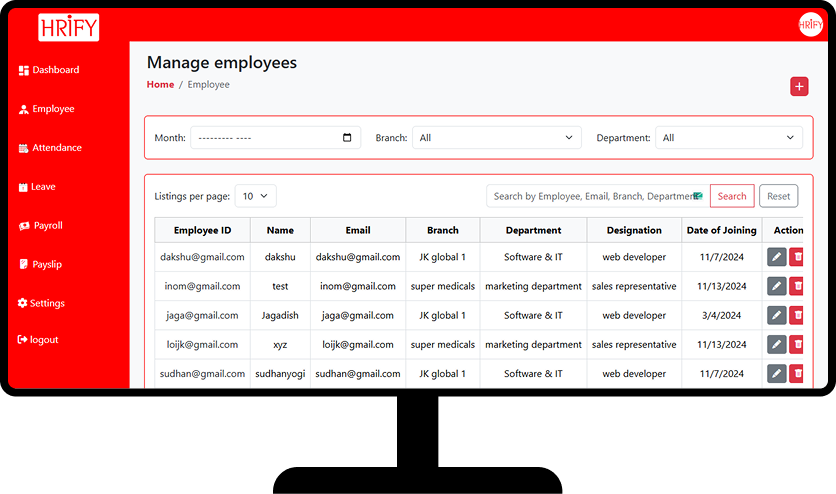 HRIFY
HRIFY
Dashboard
Employee
Attendance
Leave
Payroll
Payslip
Settings
logout
Manage employees
Home / Employee
+
Month: --------- ---- Branch: All Department: All
Listings per page: 10 Search by Employee, Email, Branch, Department Search Reset
Employee ID Name Email Branch Department Designation Date of Joining Action
dakshu@gmail.com dakshu dakshu@gmail.com JK global 1 Software & IT web developer 11/7/2024
inom@gmail.com test inom@gmail.com super medicals marketing department sales representative 11/13/2024
jaga@gmail.com Jagadish jaga@gmail.com JK global 1 Software & IT web developer 3/4/2024
loijk@gmail.com xyz loijk@gmail.com super medicals marketing department sales representative 11/13/2024
sudhan@gmail.com sudhanyogi sudhan@gmail.com JK global 1 Software & IT web developer 11/7/2024